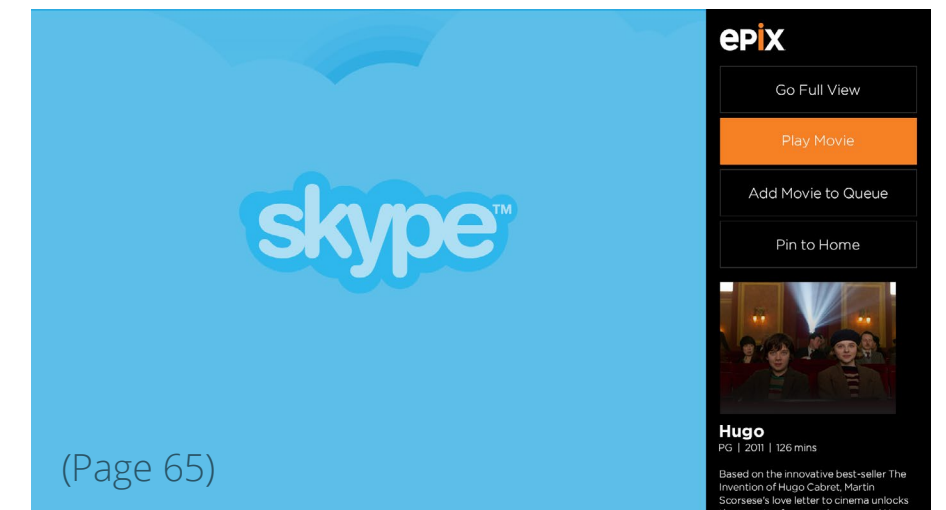 skype™
(Page 65)
epix
Go Full View
Play Movie
Add Movie to Queue
Pin to Home
Hugo
PG | 2011 | 126 mins
Based on the innovative best-seller The
Invention of Hugo Cabret, Martin
Scorsese's love letter to cinema unlocks